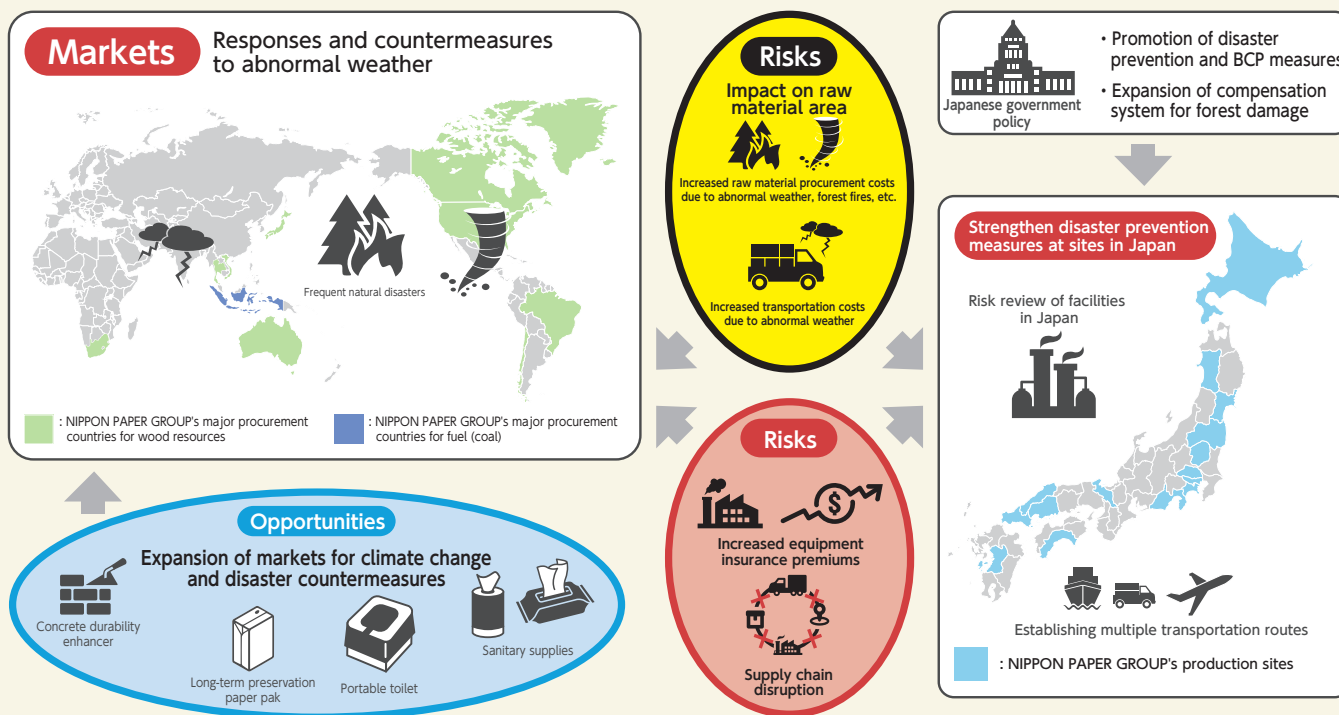 Markets
Responses and countermeasures
to abnormal weather
Frequent natural disasters
: NIPPON PAPER GROUP's major procurement
countries for wood resources
: NIPPON PAPER GROUP's major procurement
countries for fuel (coal)
Opportunities
Expansion of markets for climate change
and disaster countermeasures
Concrete durability
enhancer
Long-term preservation
paper pak
Portable toilet
Sanitary supplies
Risks
Impact on raw
material area
Increased raw material procurement costs
due to abnormal weather, forest fires, etc.
Increased transportation costs
due to abnormal weather
Risks
$
Increased equipment
insurance premiums
Supply chain
disruption
Japanese government
policy
• Promotion of disaster
prevention and BCP measures
• Expansion of compensation
system for forest damage
Strengthen disaster prevention
measures at sites in Japan
Risk review of facilities
in Japan
Establishing multiple transportation routes
: NIPPON PAPER GROUP's production sites